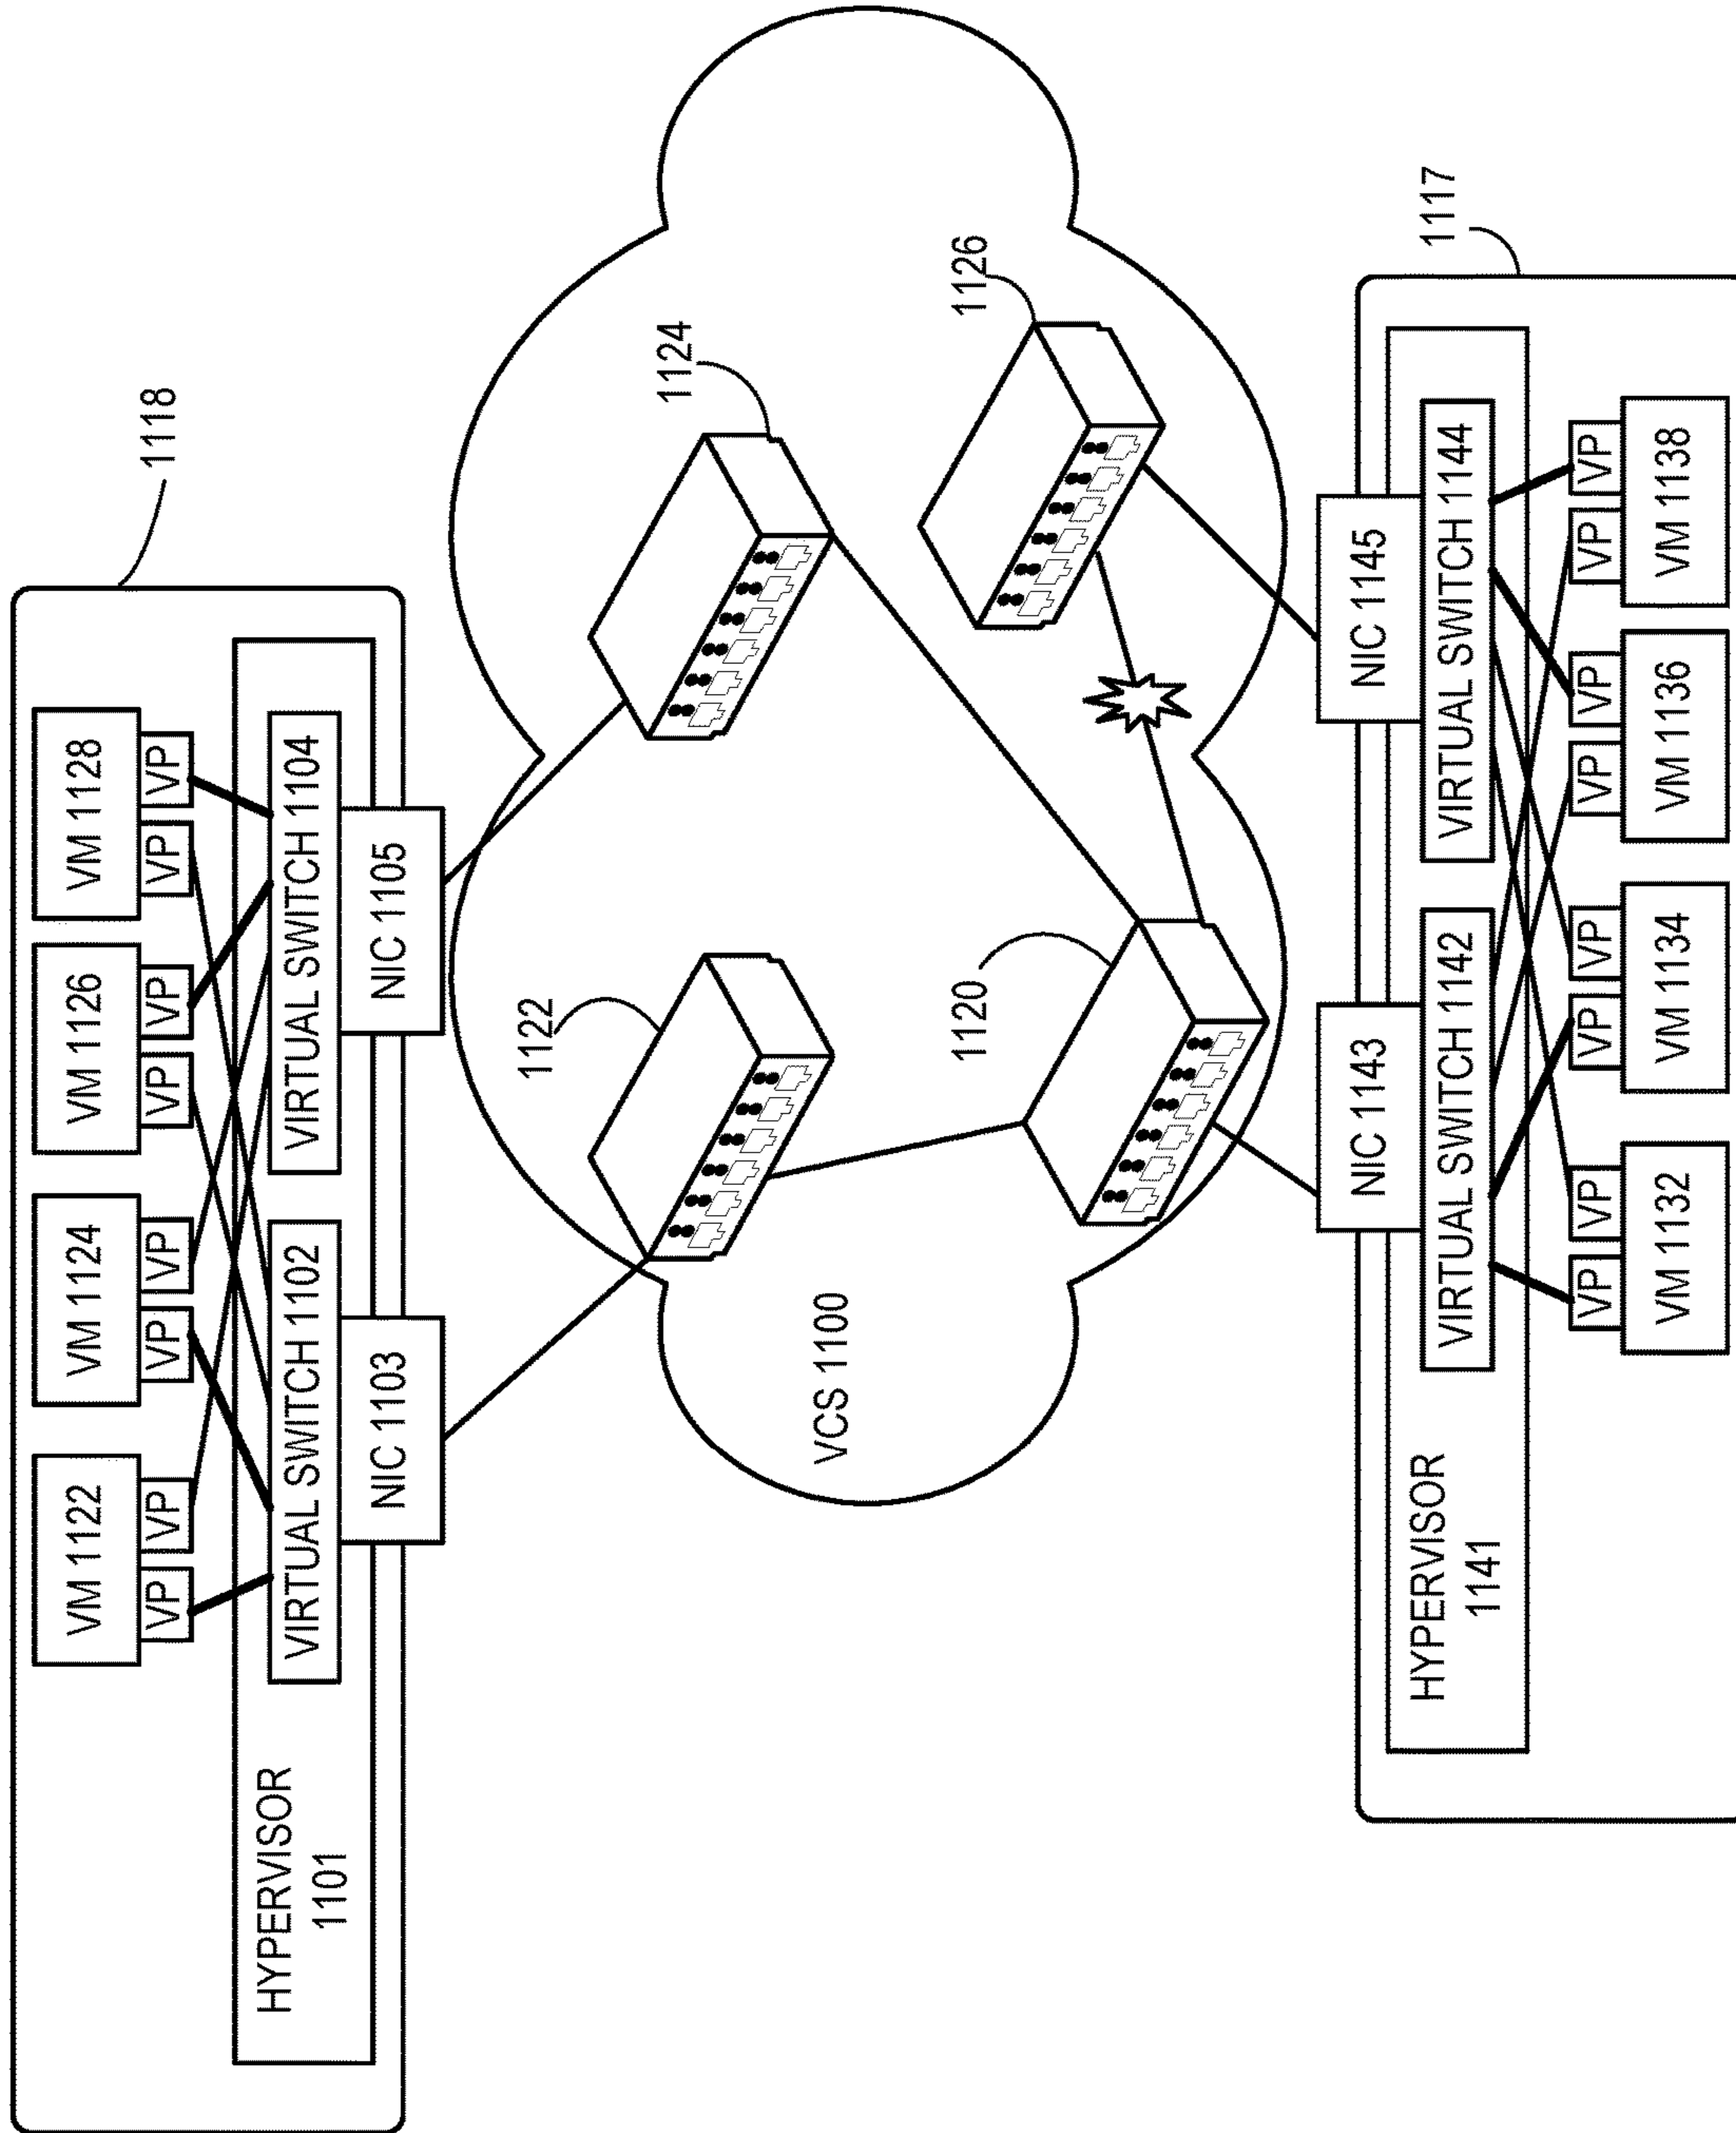 1118
VM 1122
VM 1124
VM 1126
VM 1128
VP
VP
VP
VP
VP
VP
VP
VP
HYPERVISOR
1101
VIRTUAL SWITCH 1102
VIRTUAL SWITCH 1104
NIC 1103
NIC 1105
1122
1124
VCS 1100
1120
1126
NIC 1143
NIC 1145
1117
HYPERVISOR
1141
VIRTUAL SWITCH 1142
VIRTUAL SWITCH 1144
VP
VP
VP
VP
VP
VP
VP
VP
VM 1132
VM 1134
VM 1136
VM 1138